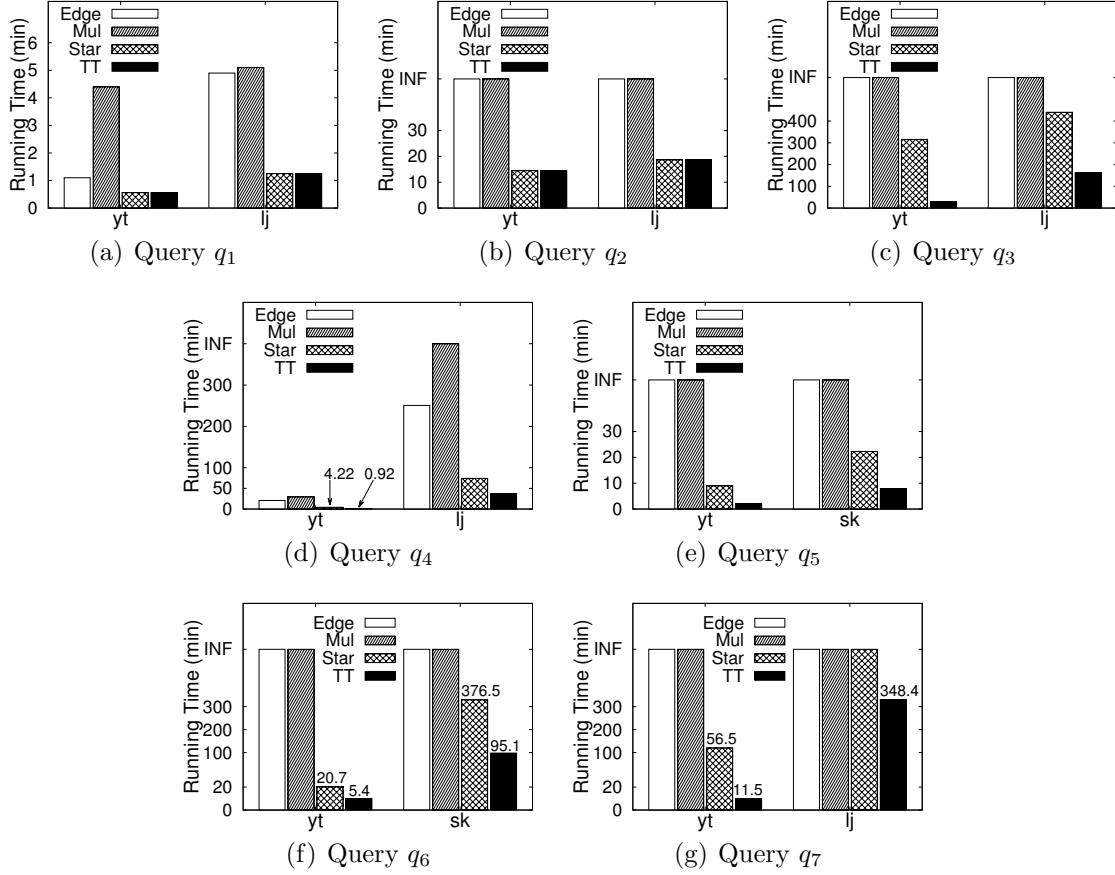 Edge
Mul
Star
TT
Running Time (min)
6
5
4
3
2
1
0
yt
lj
(a) Query q1
Edge
Mul
Star
TT
Running Time (min)
INF
30
20
10
0
yt
lj
(b) Query q2
Edge
Mul
Star
TT
Running Time (min)
INF
400
300
200
100
0
yt
lj
(c) Query q3
Edge
Mul
Star
TT
Running Time (min)
INF
300
200
100
50
0
4.22
0.92
yt
lj
(d) Query q4
Edge
Mul
Star
TT
Running Time (min)
INF
30
20
10
0
yt
sk
(e) Query q5
Edge
Mul
Star
TT
Running Time (min)
INF
300
200
100
20
0
20.7
5.4
376.5
95.1
yt
sk
(f) Query q6
Edge
Mul
Star
TT
Running Time (min)
INF
300
200
100
20
0
56.5
11.5
348.4
yt
lj
(g) Query q7